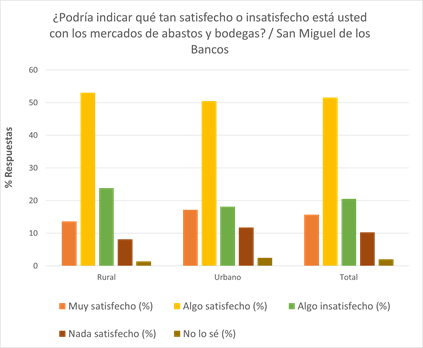 ¿Podría indicar qué tan satisfecho o insatisfecho está usted
con los mercados de abastos y bodegas? / San Miguel de los
Bancos
% Respuestas
60
50
40
30
20
10
0
Rural Urbano Total
Muy satisfecho (%) Algo satisfecho (%) Algo insatisfecho (%)
Nada satisfecho (%) No lo sé (%)